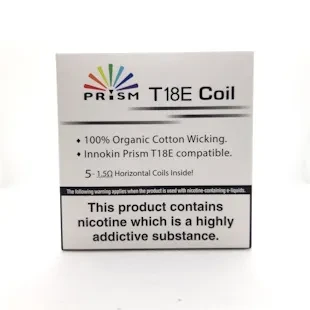 PRISM T18E Coil
• 100% Organic Cotton Wicking.
• Innokin Prism T18E compatible.
5 - 1.5Ω Horizontal Coils Inside!
The following warning applies when the product is used with nicotine-containing e-liquids.
This product contains
nicotine which is a highly
addictive substance.